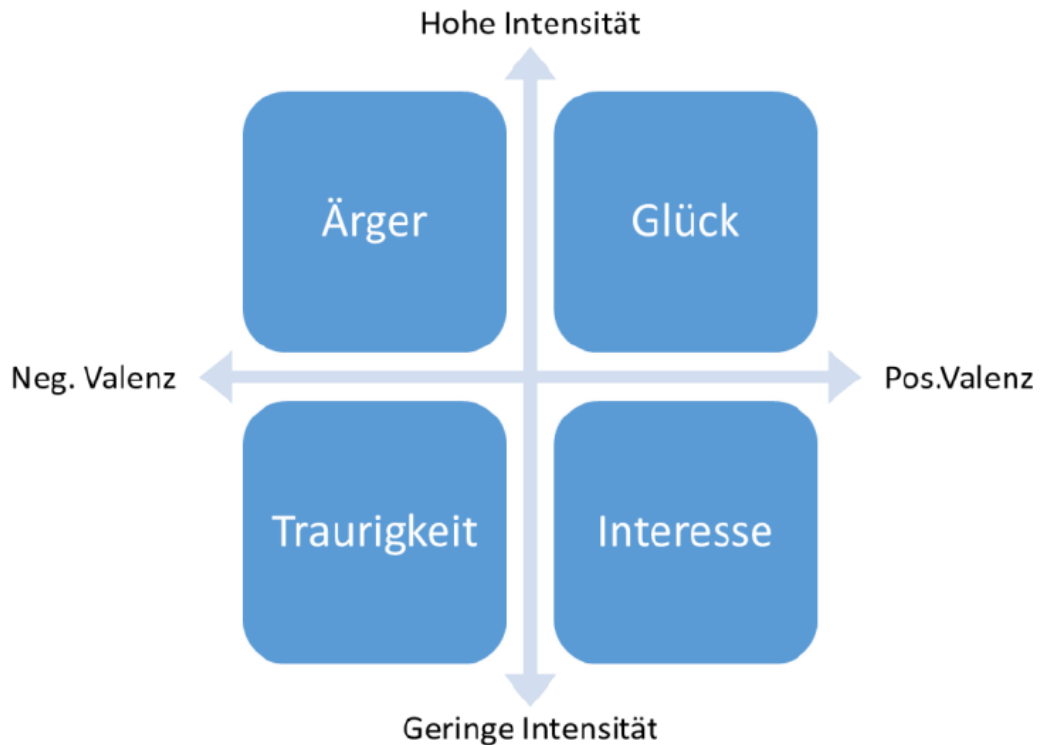 Hohe Intensität
Ärger
Glück
Neg. Valenz
Pos.Valenz
Traurigkeit
Interesse
Geringe Intensität